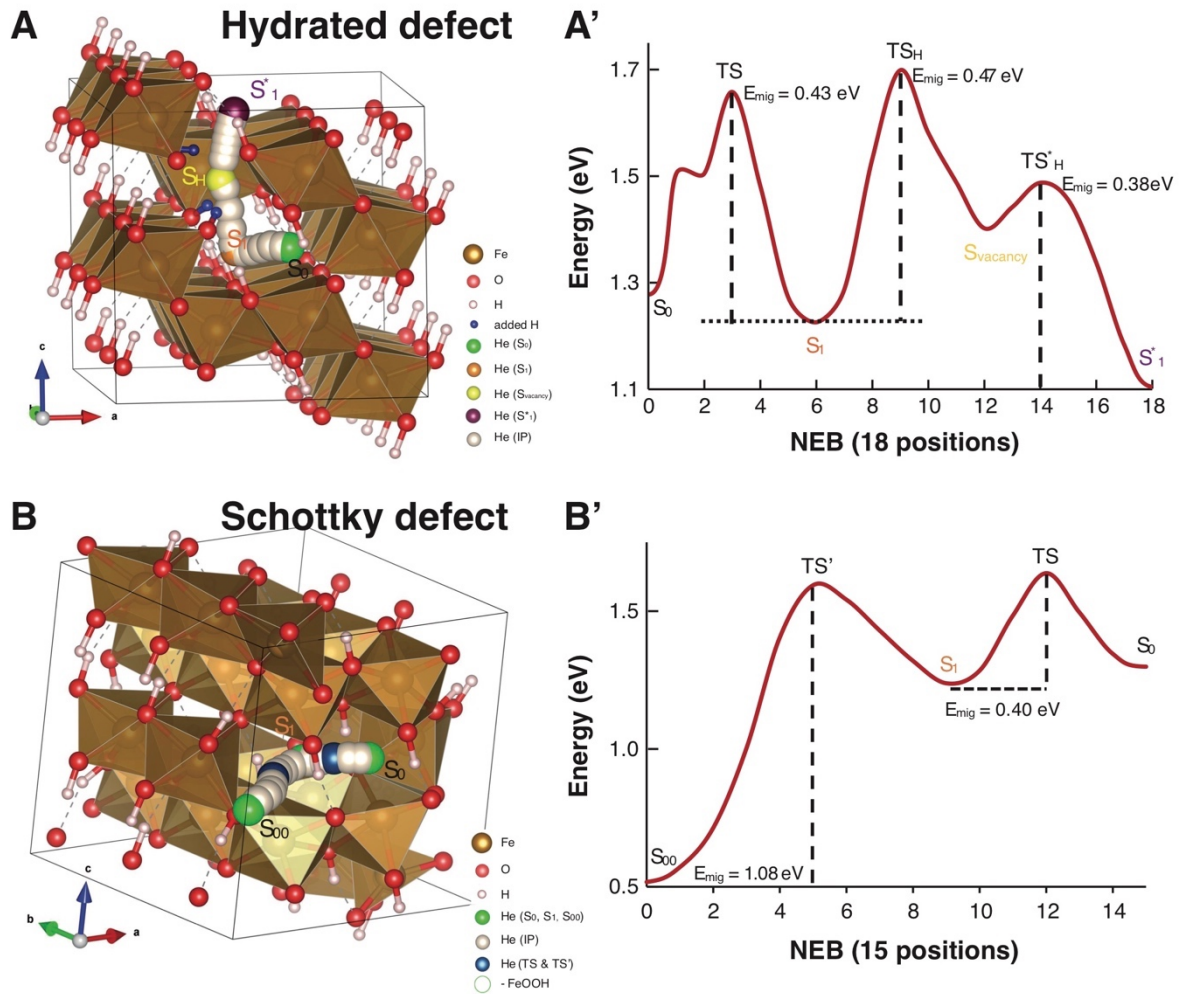 A Hydrated defect
S*1
SH
S1
S0
Fe
O
H
added H
He (S0)
He (S1)
He (Svacancy)
He (S*1)
He (IP)
c
b
a
A’
Energy (eV)
1.7
1.5
1.3
1.1
TS
Emig = 0.43 eV
TSH
Emig = 0.47 eV
TS*H
Emig = 0.38eV
S0
S1
Svacancy
S*1
0 2 4 6 8 10 12 14 16 18
NEB (18 positions)
B Schottky defect
S1
S0
S00
Fe
O
H
He (S0, S1, S00)
He (IP)
He (TS & TS’)
- FeOOH
c
b
a
B’
Energy (eV)
1.5
1.0
0.5
TS’
TS
S1
S0
Emig = 0.40 eV
S00
Emig = 1.08eV
0 2 4 6 8 10 12 14
NEB (15 positions)